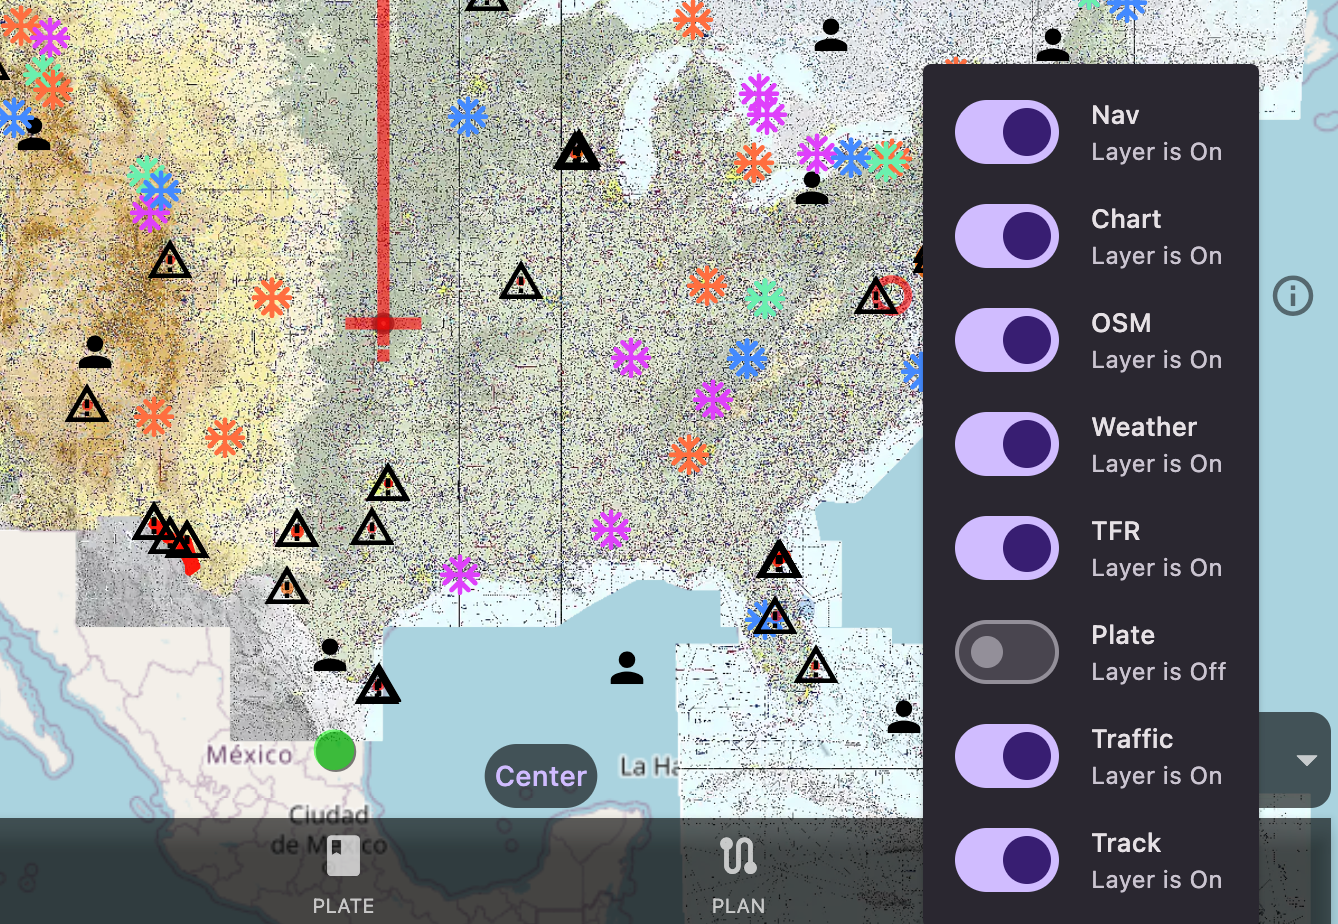 Nav
Layer is On
Chart
Layer is On
OSM
Layer is On
Weather
Layer is On
TFR
Layer is On
Plate
Layer is Off
Traffic
Layer is On
Track
Layer is On
México
Center
La Ha
Ciudad
de México
PLATE
PLAN